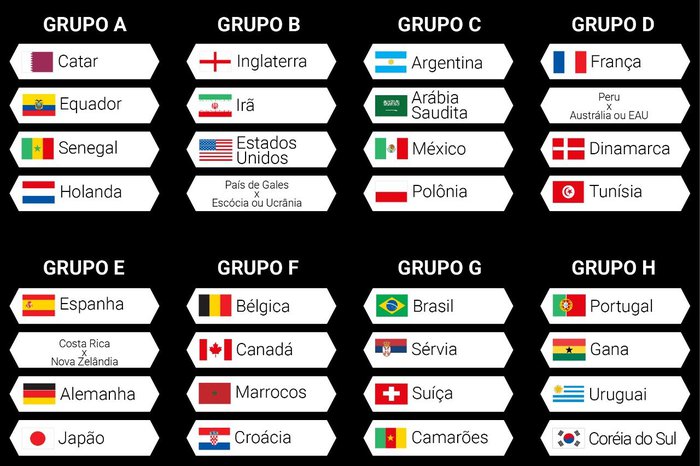 GRUPO A
Catar
Equador
Senegal
Holanda
GRUPO B
Inglaterra
Irã
Estados
Unidos
País de Gales
x
Escócia ou Ucrânia
GRUPO C
Argentina
Arábia
Saudita
México
Polônia
GRUPO D
França
Peru
x
Austrália ou EAU
Dinamarca
Tunísia
GRUPO E
Espanha
Costa Rica
x
Nova Zelândia
Alemanha
Japão
GRUPO F
Bélgica
Canadá
Marrocos
Croácia
GRUPO G
Brasil
Sérvia
Suíça
Camarões
GRUPO H
Portugal
Gana
Uruguai
Coréia do Sul